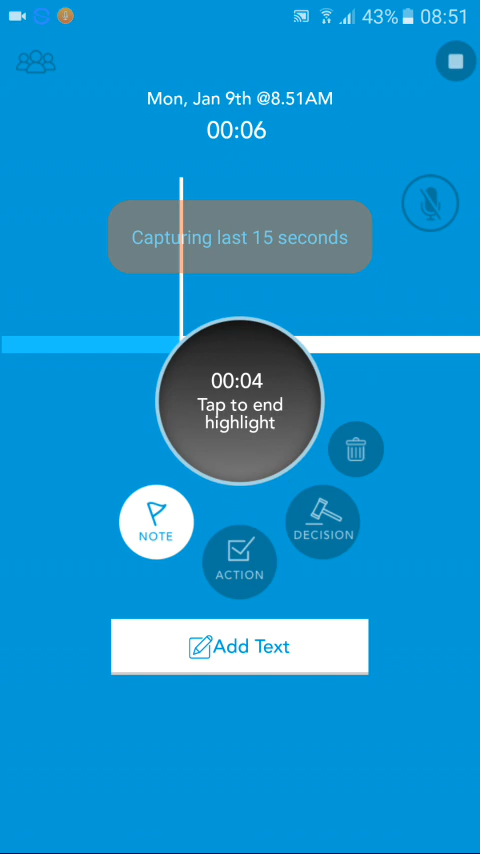 43% 08:51
Mon, Jan 9th @8.51AM
00:06
Capturing last 15 seconds
00:04
Tap to end
highlight
NOTE
DECISION
ACTION
Add Text